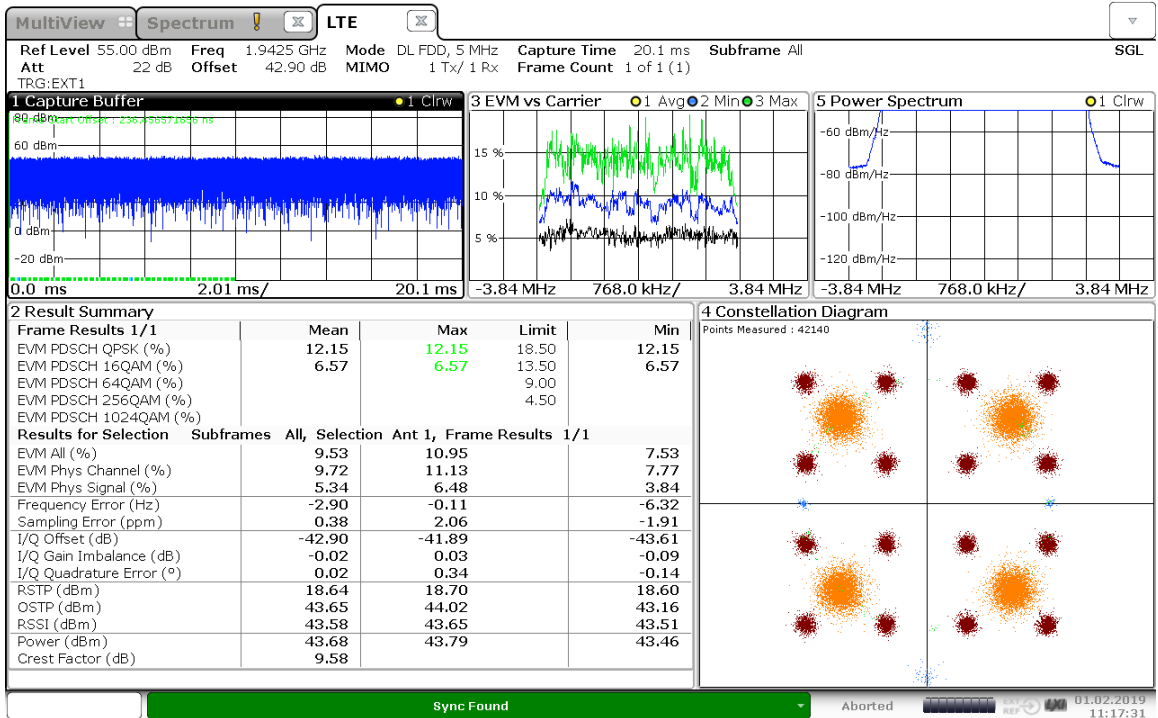 MultiView Spectrum ! X LTE X
Ref Level 55.00 dBm Freq 1.9425 GHz Mode DL FDD, 5 MHz Capture Time 20.1 ms Subframe All SGL
Att 22 dB Offset 42.90 dB MIMO 1 Tx/ 1 Rx Frame Count 1 of 1 (1)
TRG:EXT1
1 Capture Buffer 1 Clrw
80 dBm
Frame Start Offset : 236.456571656 ns
60 dBm
0 dBm
-20 dBm
0.0 ms 2.01 ms/ 20.1 ms
3 EVM vs Carrier 1 Avg 2 Min 3 Max
15 %
10 %
5 %
-3.84 MHz 768.0 kHz/ 3.84 MHz
5 Power Spectrum 1 Clrw
-60 dBm/Hz
-80 dBm/Hz
-100 dBm/Hz
-120 dBm/Hz
-3.84 MHz 768.0 kHz/ 3.84 MHz
2 Result Summary
Frame Results 1/1 Mean Max Limit Min
EVM PDSCH QPSK (%) 12.15 12.15 18.50 12.15
EVM PDSCH 16QAM (%) 6.57 6.57 13.50 6.57
EVM PDSCH 64QAM (%) 9.00
EVM PDSCH 256QAM (%) 4.50
EVM PDSCH 1024QAM (%)
Results for Selection Subframes All, Selection Ant 1, Frame Results 1/1
EVM All (%) 9.53 10.95 7.53
EVM Phys Channel (%) 9.72 11.13 7.77
EVM Phys Signal (%) 5.34 6.48 3.84
Frequency Error (Hz) -2.90 -0.11 -6.32
Sampling Error (ppm) 0.38 2.06 -1.91
I/Q Offset (dB) -42.90 -41.89 -43.61
I/Q Gain Imbalance (dB) -0.02 0.03 -0.09
I/Q Quadrature Error (°) 0.02 0.34 -0.14
RSTP (dBm) 18.64 18.70 18.60
OSTP (dBm) 43.65 44.02 43.16
RSSI (dBm) 43.58 43.65 43.51
Power (dBm) 43.68 43.79 43.46
Crest Factor (dB) 9.58
4 Constellation Diagram
Points Measured : 42140
Sync Found
Aborted
EXT REF
LXI
01.02.2019
11:17:31